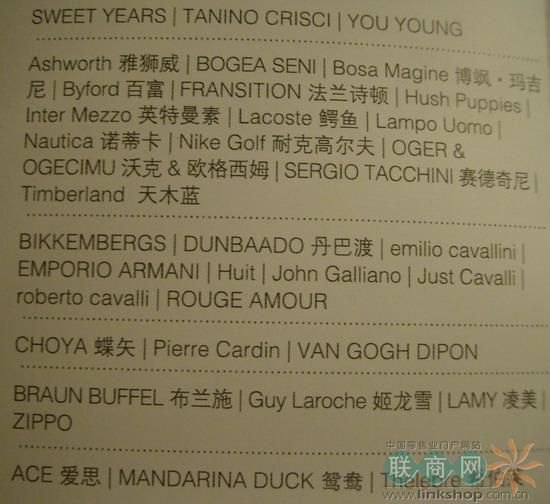 SWEET YEARS | TANINO CRISCI | YOU YOUNG
Ashworth 雅狮威 | BOGEA SENI | Bosa Magine 博飒·玛吉
尼 | Byford 百富 | FRANSITION 法兰诗顿 | Hush Puppies |
Inter Mezzo 英特曼素 | Lacoste 鳄鱼 | Lampo Uomo |
Nautica 诺蒂卡 | Nike Golf 耐克高尔夫 | OGER &
OGECIMU 沃克 & 欧格西姆 | SERGIO TACCHINI 赛德奇尼 |
Timberland 天木蓝
BIKKEMBERGS | DUNBAADO 丹巴渡 | emilio cavallini |
EMPORIO ARMANI | Huit | John Galliano | Just Cavalli |
roberto cavalli | ROUGE AMOUR
CHOYA 蝶矢 | Pierre Cardin | VAN GOGH DIPON
BRAUN BUFFEL 布兰施 | Guy Laroche 姬龙雪 | LAMY 凌美 |
ZIPPO
ACE 爱思 | MANDARINA DUCK 鸳鸯 |
中国零售业门户网站
联商网
www.linkshop.com.cn